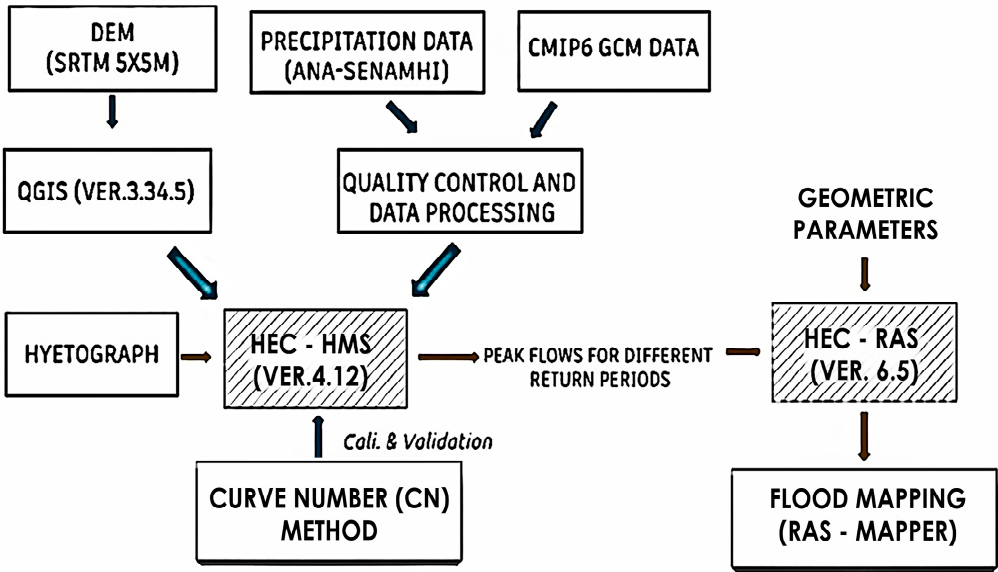 DEM
(SRTM 5X5M)
PRECIPITATION DATA
(ANA-SENAMHI)
CMIP6 GCM DATA
QGIS (VER.3.34.5)
QUALITY CONTROL AND
DATA PROCESSING
GEOMETRIC
PARAMETERS
HYETOGRAPH
HEC - HMS
(VER.4.12)
PEAK FLOWS FOR DIFFERENT
RETURN PERIODS
HEC - RAS
(VER. 6.5)
Cali. & Validation
CURVE NUMBER (CN)
METHOD
FLOOD MAPPING
(RAS - MAPPER)